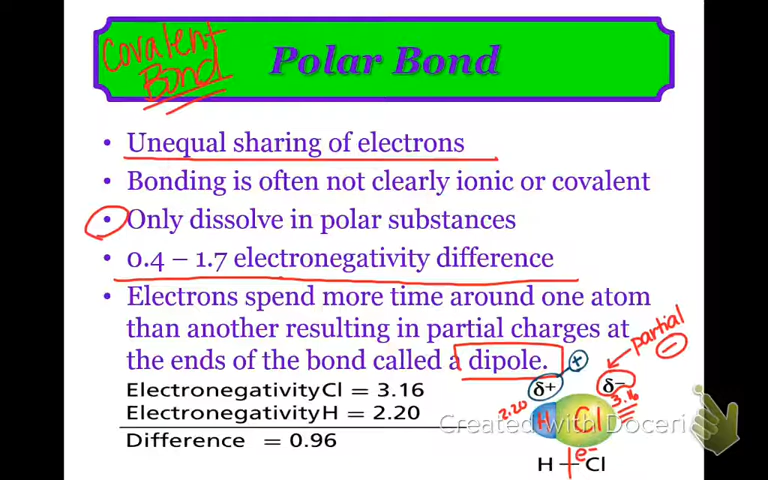 Covalent
Bond
Polar Bond
• Unequal sharing of electrons
• Bonding is often not clearly ionic or covalent
• Only dissolve in polar substances
• 0.4 – 1.7 electronegativity difference
• Electrons spend more time around one atom
than another resulting in partial charges at
the ends of the bond called a dipole.
partial
−
+
δ+ δ−
Electronegativity Cl = 3.16
Electronegativity H = 2.20
Difference = 0.96
2.20 3.16
H Cl
Created with Doceri
e-
H — Cl